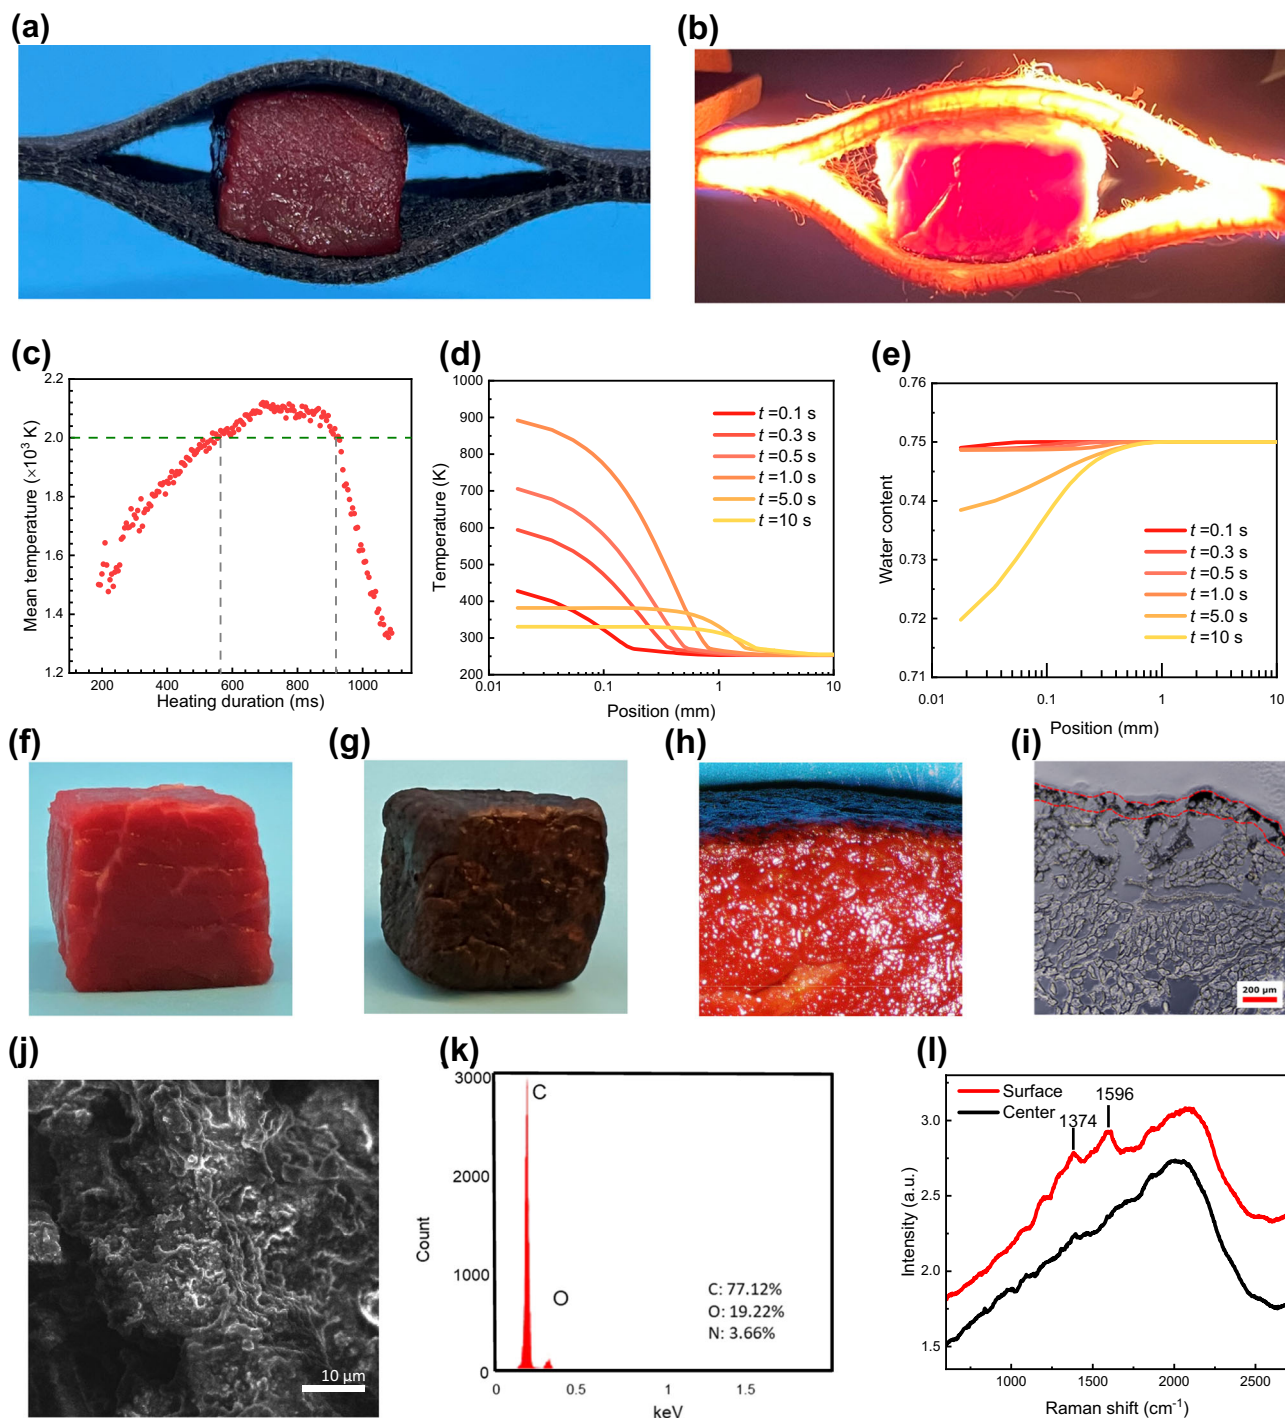 (a)
(b)
(c)
2.2
2.0
1.8
1.6
1.4
1.2
Mean temperature (×10³ K)
200 400 600 800 1000
Heating duration (ms)
(d)
1000
900
800
700
600
500
400
300
200
Temperature (K)
t =0.1 s
t =0.3 s
t =0.5 s
t =1.0 s
t =5.0 s
t =10 s
0.01 0.1 1 10
Position (mm)
(e)
0.76
0.75
0.74
0.73
0.72
0.71
Water content
t =0.1 s
t =0.3 s
t =0.5 s
t =1.0 s
t =5.0 s
t =10 s
0.01 0.1 1 10
Position (mm)
(f)
(g)
(h)
(i)
200 μm
(j)
10 μm
(k)
3000
2000
1000
0
Count
C
O
C: 77.12%
O: 19.22%
N: 3.66%
0 0.5 1 1.5
keV
(l)
Surface
Center
1374
1596
3.0
2.5
2.0
1.5
Intensity (a.u.)
1000 1500 2000 2500
Raman shift (cm⁻¹)